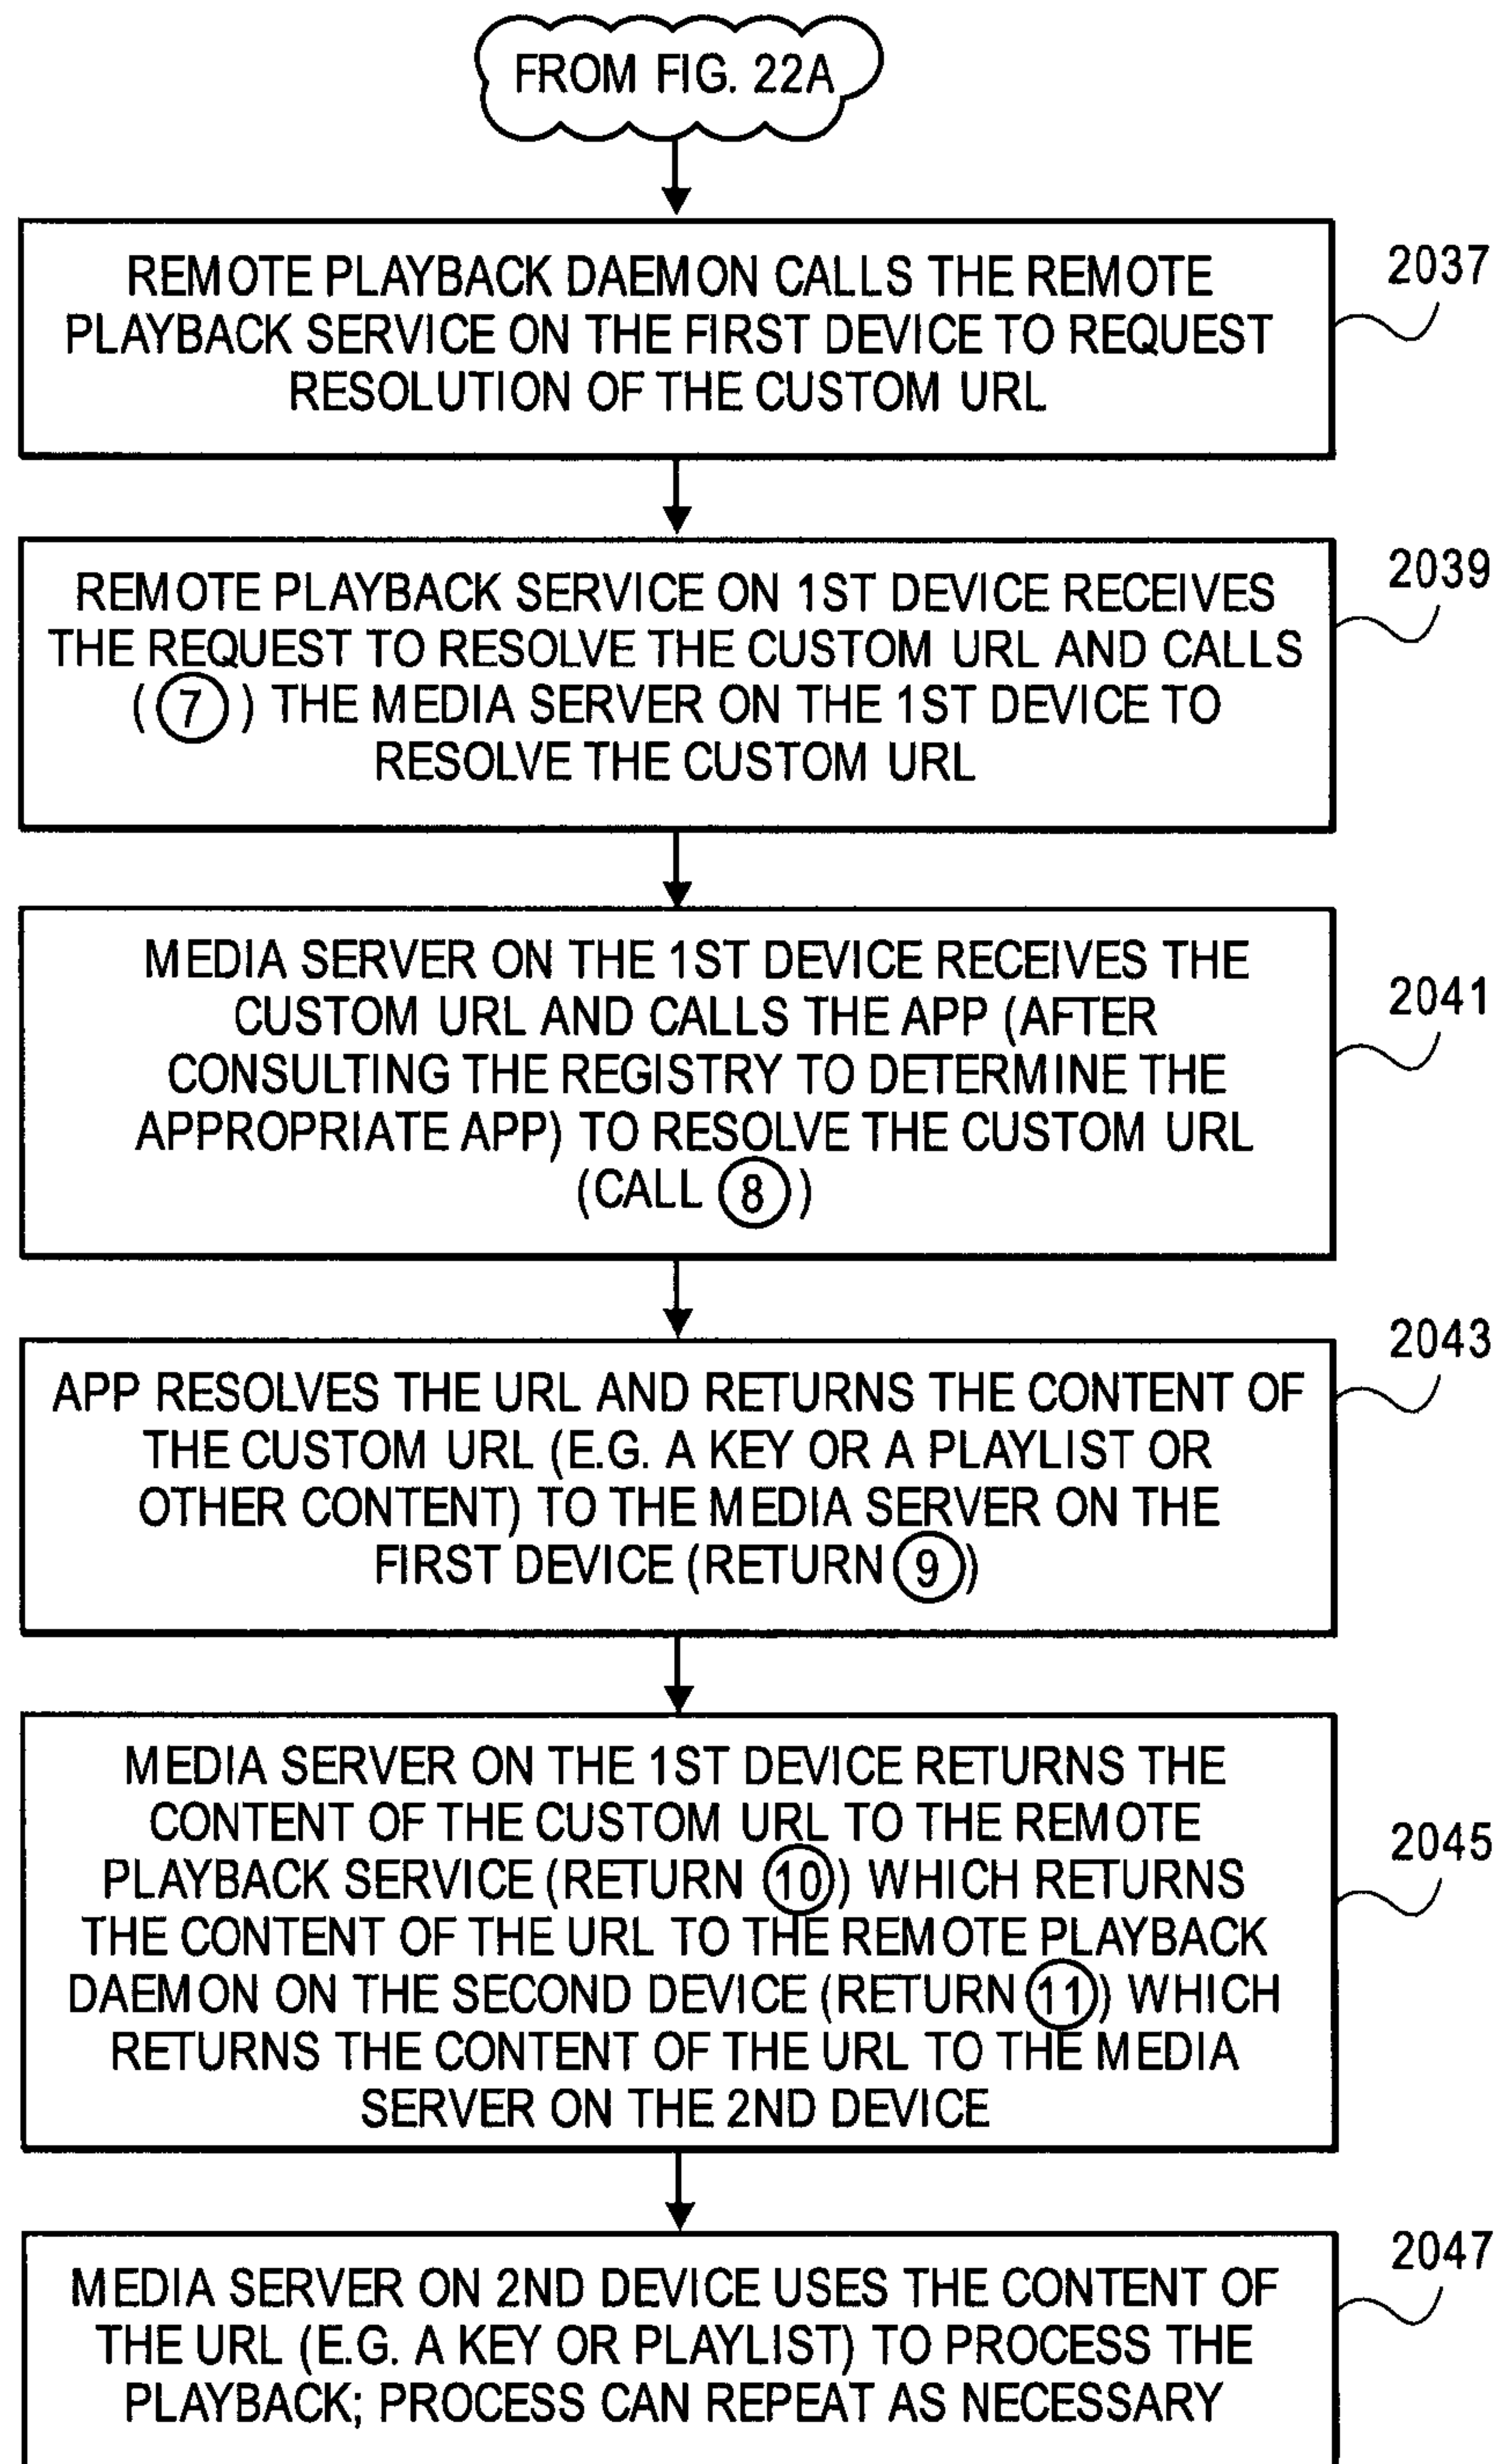 FROM FIG. 22A
REMOTE PLAYBACK DAEMON CALLS THE REMOTE
PLAYBACK SERVICE ON THE FIRST DEVICE TO REQUEST
RESOLUTION OF THE CUSTOM URL
2037
REMOTE PLAYBACK SERVICE ON 1ST DEVICE RECEIVES
THE REQUEST TO RESOLVE THE CUSTOM URL AND CALLS
(7) THE MEDIA SERVER ON THE 1ST DEVICE TO
RESOLVE THE CUSTOM URL
2039
MEDIA SERVER ON THE 1ST DEVICE RECEIVES THE
CUSTOM URL AND CALLS THE APP (AFTER
CONSULTING THE REGISTRY TO DETERMINE THE
APPROPRIATE APP) TO RESOLVE THE CUSTOM URL
(CALL 8)
2041
APP RESOLVES THE URL AND RETURNS THE CONTENT OF
THE CUSTOM URL (E.G. A KEY OR A PLAYLIST OR
OTHER CONTENT) TO THE MEDIA SERVER ON THE
FIRST DEVICE (RETURN 9)
2043
MEDIA SERVER ON THE 1ST DEVICE RETURNS THE
CONTENT OF THE CUSTOM URL TO THE REMOTE
PLAYBACK SERVICE (RETURN 10) WHICH RETURNS
THE CONTENT OF THE URL TO THE REMOTE PLAYBACK
DAEMON ON THE SECOND DEVICE (RETURN 11) WHICH
RETURNS THE CONTENT OF THE URL TO THE MEDIA
SERVER ON THE 2ND DEVICE
2045
MEDIA SERVER ON 2ND DEVICE USES THE CONTENT OF
THE URL (E.G. A KEY OR PLAYLIST) TO PROCESS THE
PLAYBACK; PROCESS CAN REPEAT AS NECESSARY
2047